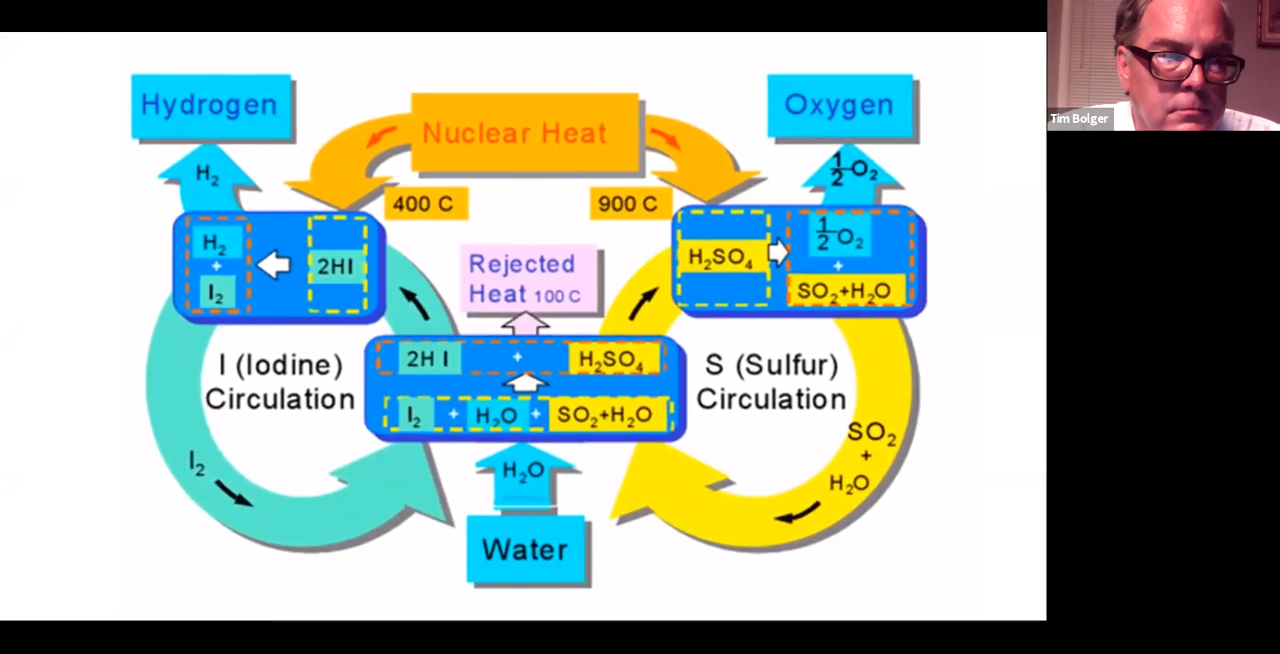 Hydrogen
Nuclear Heat
Oxygen
Tim Bolger
H₂
½O₂
400 C
900 C
H₂
+
I₂
2HI
Rejected
Heat 100 C
H₂SO₄
½O₂
+
SO₂+H₂O
I (Iodine)
Circulation
2H I + H₂SO₄
I₂ + H₂O + SO₂+H₂O
S (Sulfur)
Circulation
I₂
H₂O
SO₂
+
H₂O
Water